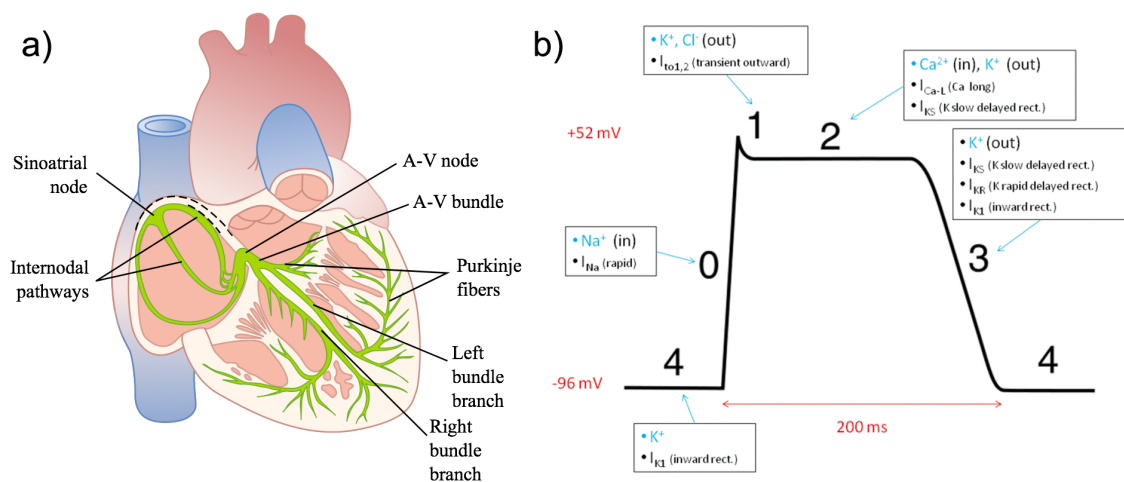 a)
Sinoatrial
node
Internodal
pathways
A-V node
A-V bundle
Purkinje
fibers
Left
bundle
branch
Right
bundle
branch
b)
• K⁺, Cl⁻ (out)
• Ito1,2 (transient outward)
• Ca²⁺ (in), K⁺ (out)
• ICa-L (Ca long)
• IKS (K slow delayed rect.)
+52 mV
1
2
• K⁺ (out)
• IKS (K slow delayed rect.)
• IKR (K rapid delayed rect.)
• IK1 (inward rect.)
• Na⁺ (in)
• INa (rapid)
0
3
-96 mV
4
4
200 ms
• K⁺
• IK1 (inward rect.)